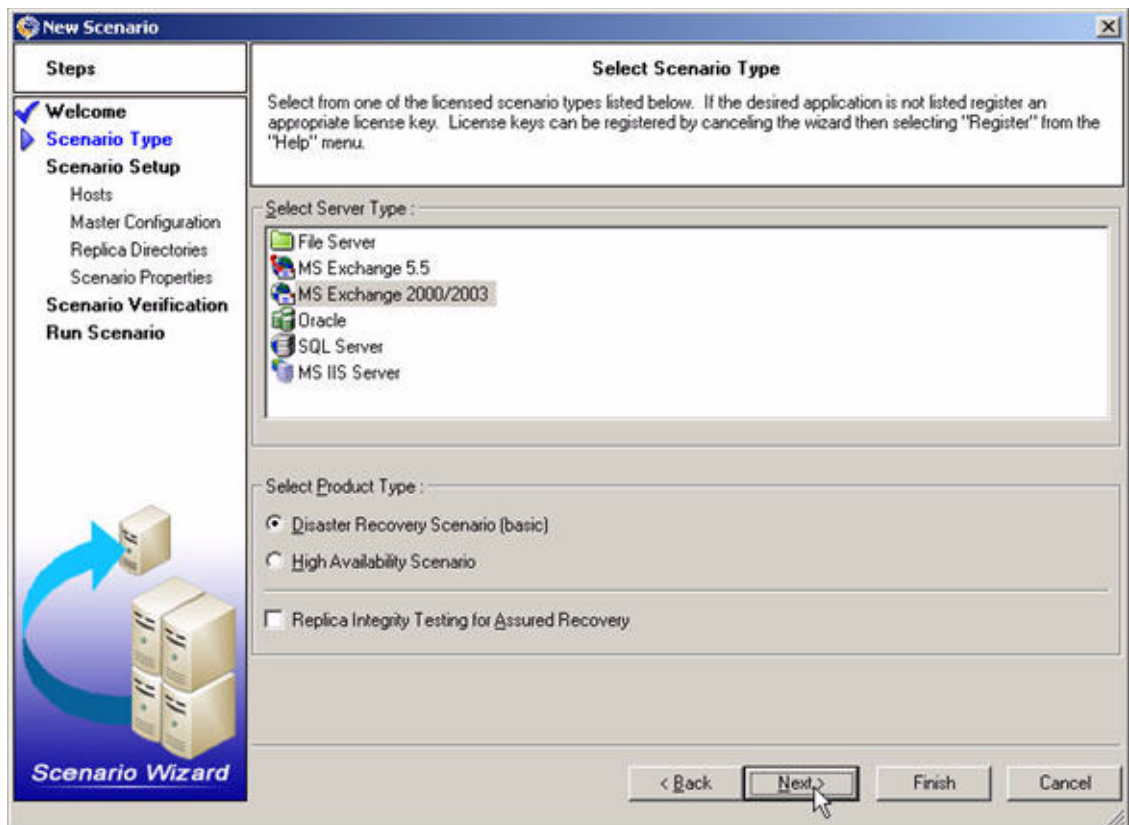 New Scenario
Steps
Welcome
Scenario Type
Scenario Setup
Hosts
Master Configuration
Replica Directories
Scenario Properties
Scenario Verification
Run Scenario
Scenario Wizard
Select Scenario Type
Select from one of the licensed scenario types listed below. If the desired application is not listed register an
appropriate license key. License keys can be registered by canceling the wizard then selecting "Register" from the
"Help" menu.
Select Server Type :
File Server
MS Exchange 5.5
MS Exchange 2000/2003
Oracle
SQL Server
MS IIS Server
Select Product Type :
Disaster Recovery Scenario (basic)
High Availability Scenario
Replica Integrity Testing for Assured Recovery
< Back
Next >
Finish
Cancel